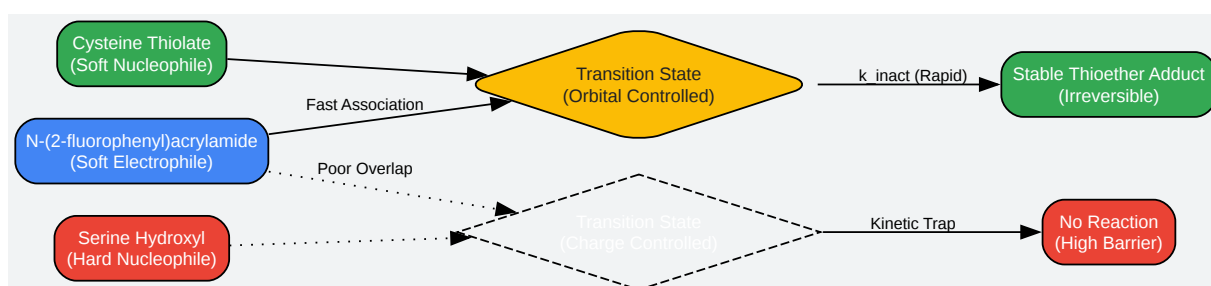 Cysteine Thiolate
(Soft Nucleophile)
Fast Association
N-(2-fluorophenyl)acrylamide
(Soft Electrophile)
Poor Overlap
Serine Hydroxyl
(Hard Nucleophile)
Transition State
(Orbital Controlled)
k_inact (Rapid)
Stable Thioether Adduct
(Irreversible)
Transition State
(Charge Controlled)
Kinetic Trap
No Reaction
(High Barrier)